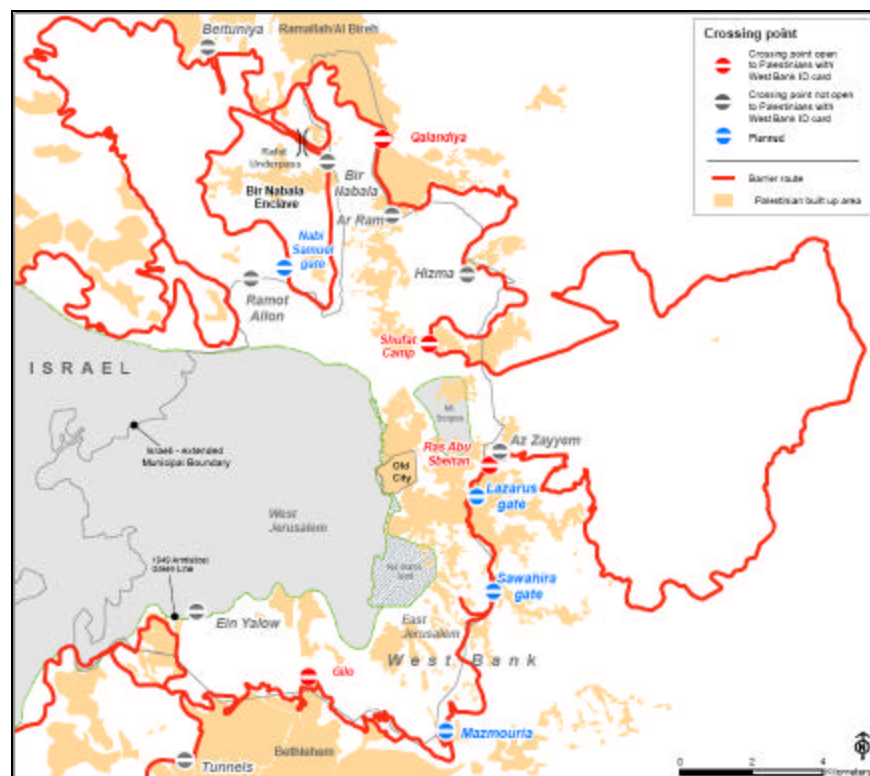 Beituniya
Ramallah/Al Bireh
Crossing point
Crossing point open
to Palestinians with
West Bank ID card
Crossing point not open
to Palestinians with
West Bank ID card
Planned
Barrier route
Palestinian built up area
Qalandiya
Rafat
Underpass
Bir
Nabala
Bir Nabala
Enclave
Ar Ram
Nabi
Samuel
gate
Hizma
Ramot
Allon
Shufat
Camp
ISRAEL
Mt.
Scopus
Az Zayyem
Ras Abu
Sbeitan
Israeli - extended
Municipal Boundary
Old
City
Lazarus
gate
West
Jerusalem
1949 Armistice
Green Line
Sawahira
gate
Ein Yalow
East
Jerusalem
West Bank
Gilo
Mazmouria
Bethlehem
Tunnels
0 2 4
Kilometers